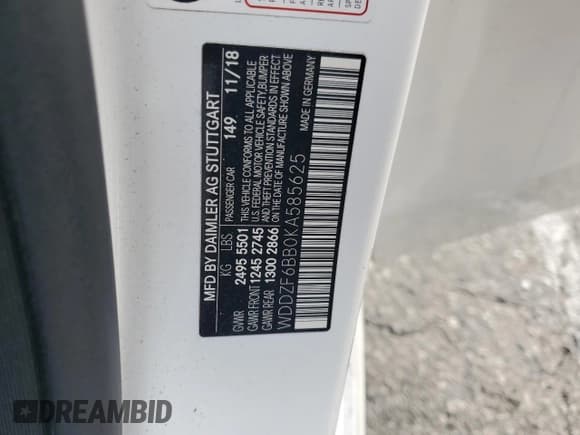 MFD BY DAIMLER AG STUTTGART
PASSENGER CAR 149 11/18
KG LBS
THIS VEHICLE CONFORMS TO ALL APPLICABLE
U.S. FEDERAL MOTOR VEHICLE SAFETY,BUMPER
AND THEFT PREVENTION STANDARDS IN EFFECT
ON THE DATE OF MANUFACTURE SHOWN ABOVE
GVWR 2495 5501
GAWR FRONT 1245 2745
GAWR REAR 1300 2866
WDDZF6BB0KA585625 MADE IN GERMANY
DREAMBID